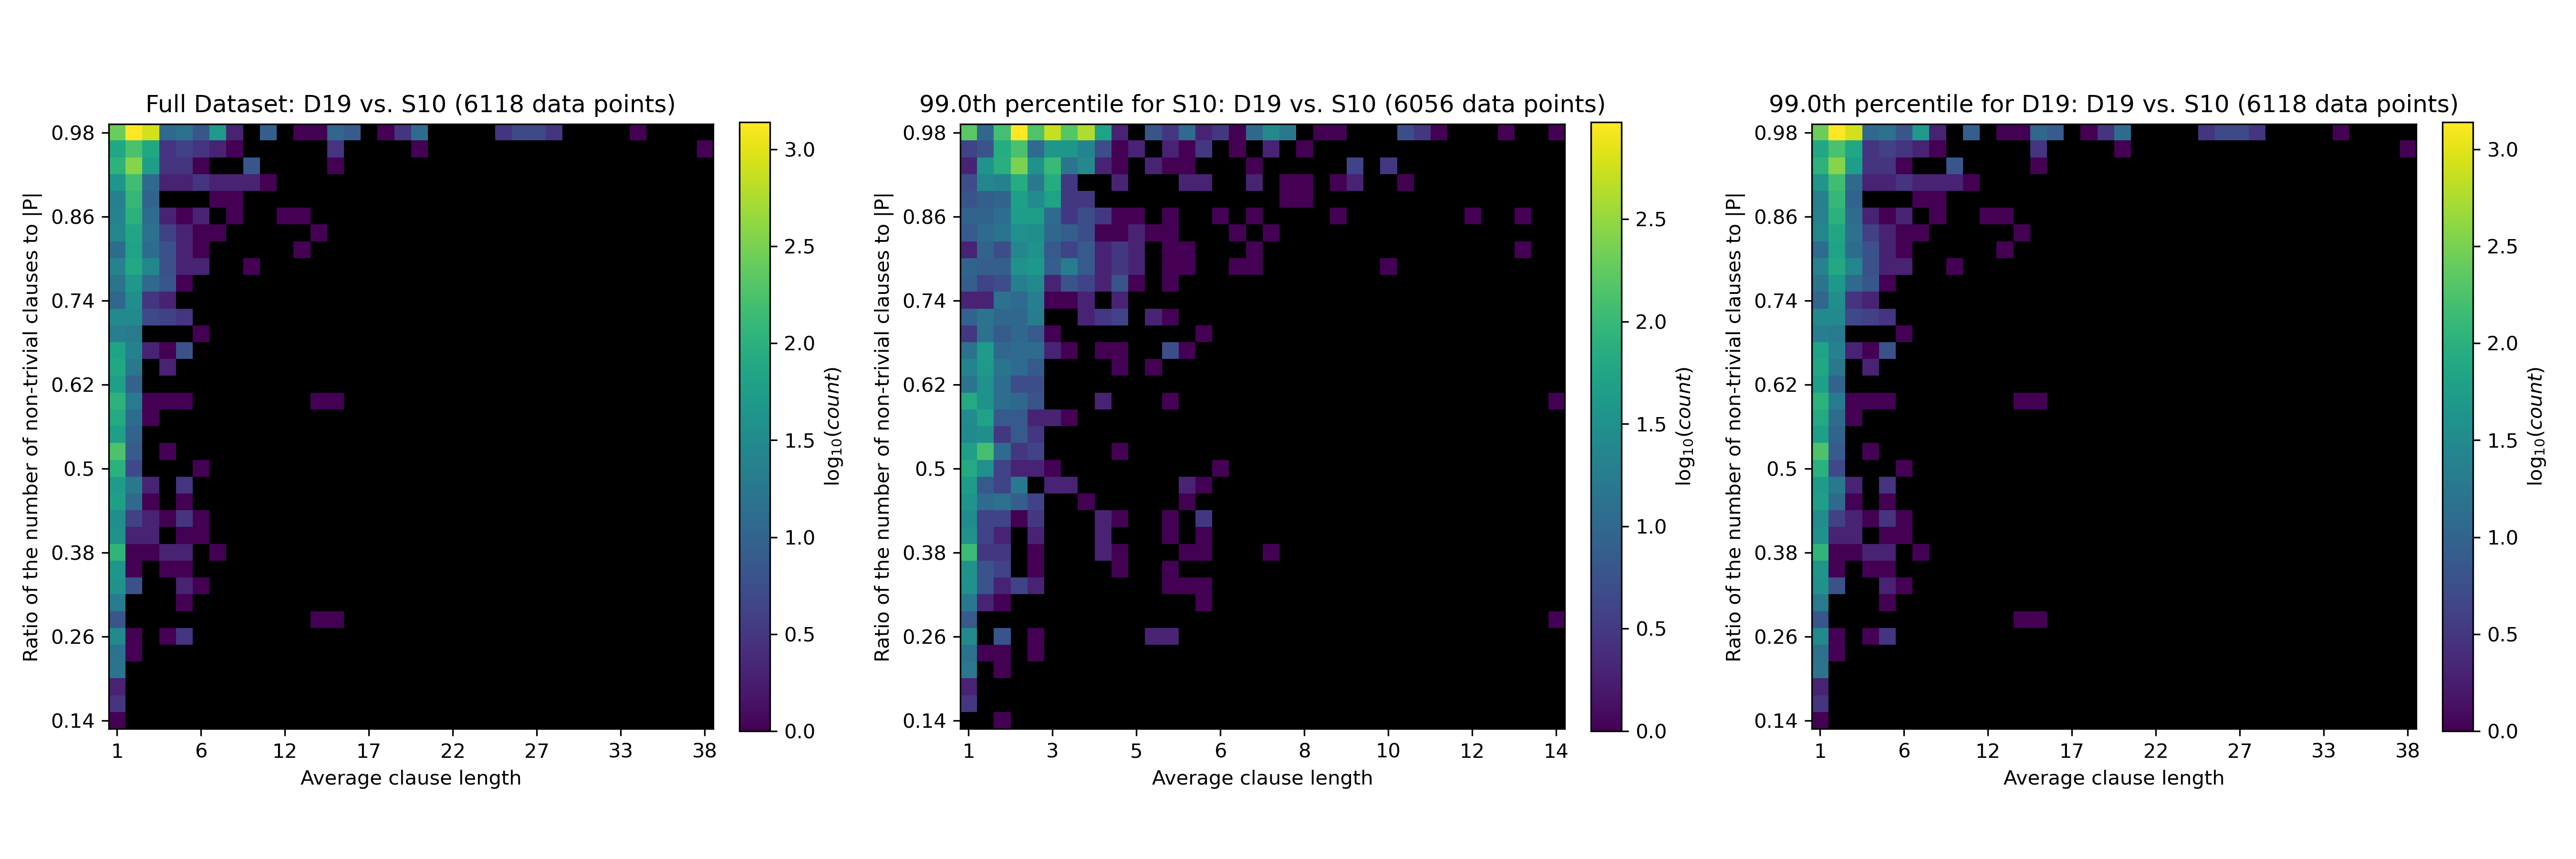 Full Dataset: D19 vs. S10 (6118 data points)
Ratio of the number of non-trivial clauses to |P|
0.98
0.86
0.74
0.62
0.5
0.38
0.26
0.14
1 6 12 17 22 27 33 38
Average clause length
3.0
2.5
2.0
1.5
1.0
0.5
0.0
log₁₀(count)
99.0th percentile for S10: D19 vs. S10 (6056 data points)
Ratio of the number of non-trivial clauses to |P|
0.98
0.86
0.74
0.62
0.5
0.38
0.26
0.14
1 3 5 6 8 10 12 14
Average clause length
2.5
2.0
1.5
1.0
0.5
0.0
log₁₀(count)
99.0th percentile for D19: D19 vs. S10 (6118 data points)
Ratio of the number of non-trivial clauses to |P|
0.98
0.86
0.74
0.62
0.5
0.38
0.26
0.14
1 6 12 17 22 27 33 38
Average clause length
3.0
2.5
2.0
1.5
1.0
0.5
0.0
log₁₀(count)